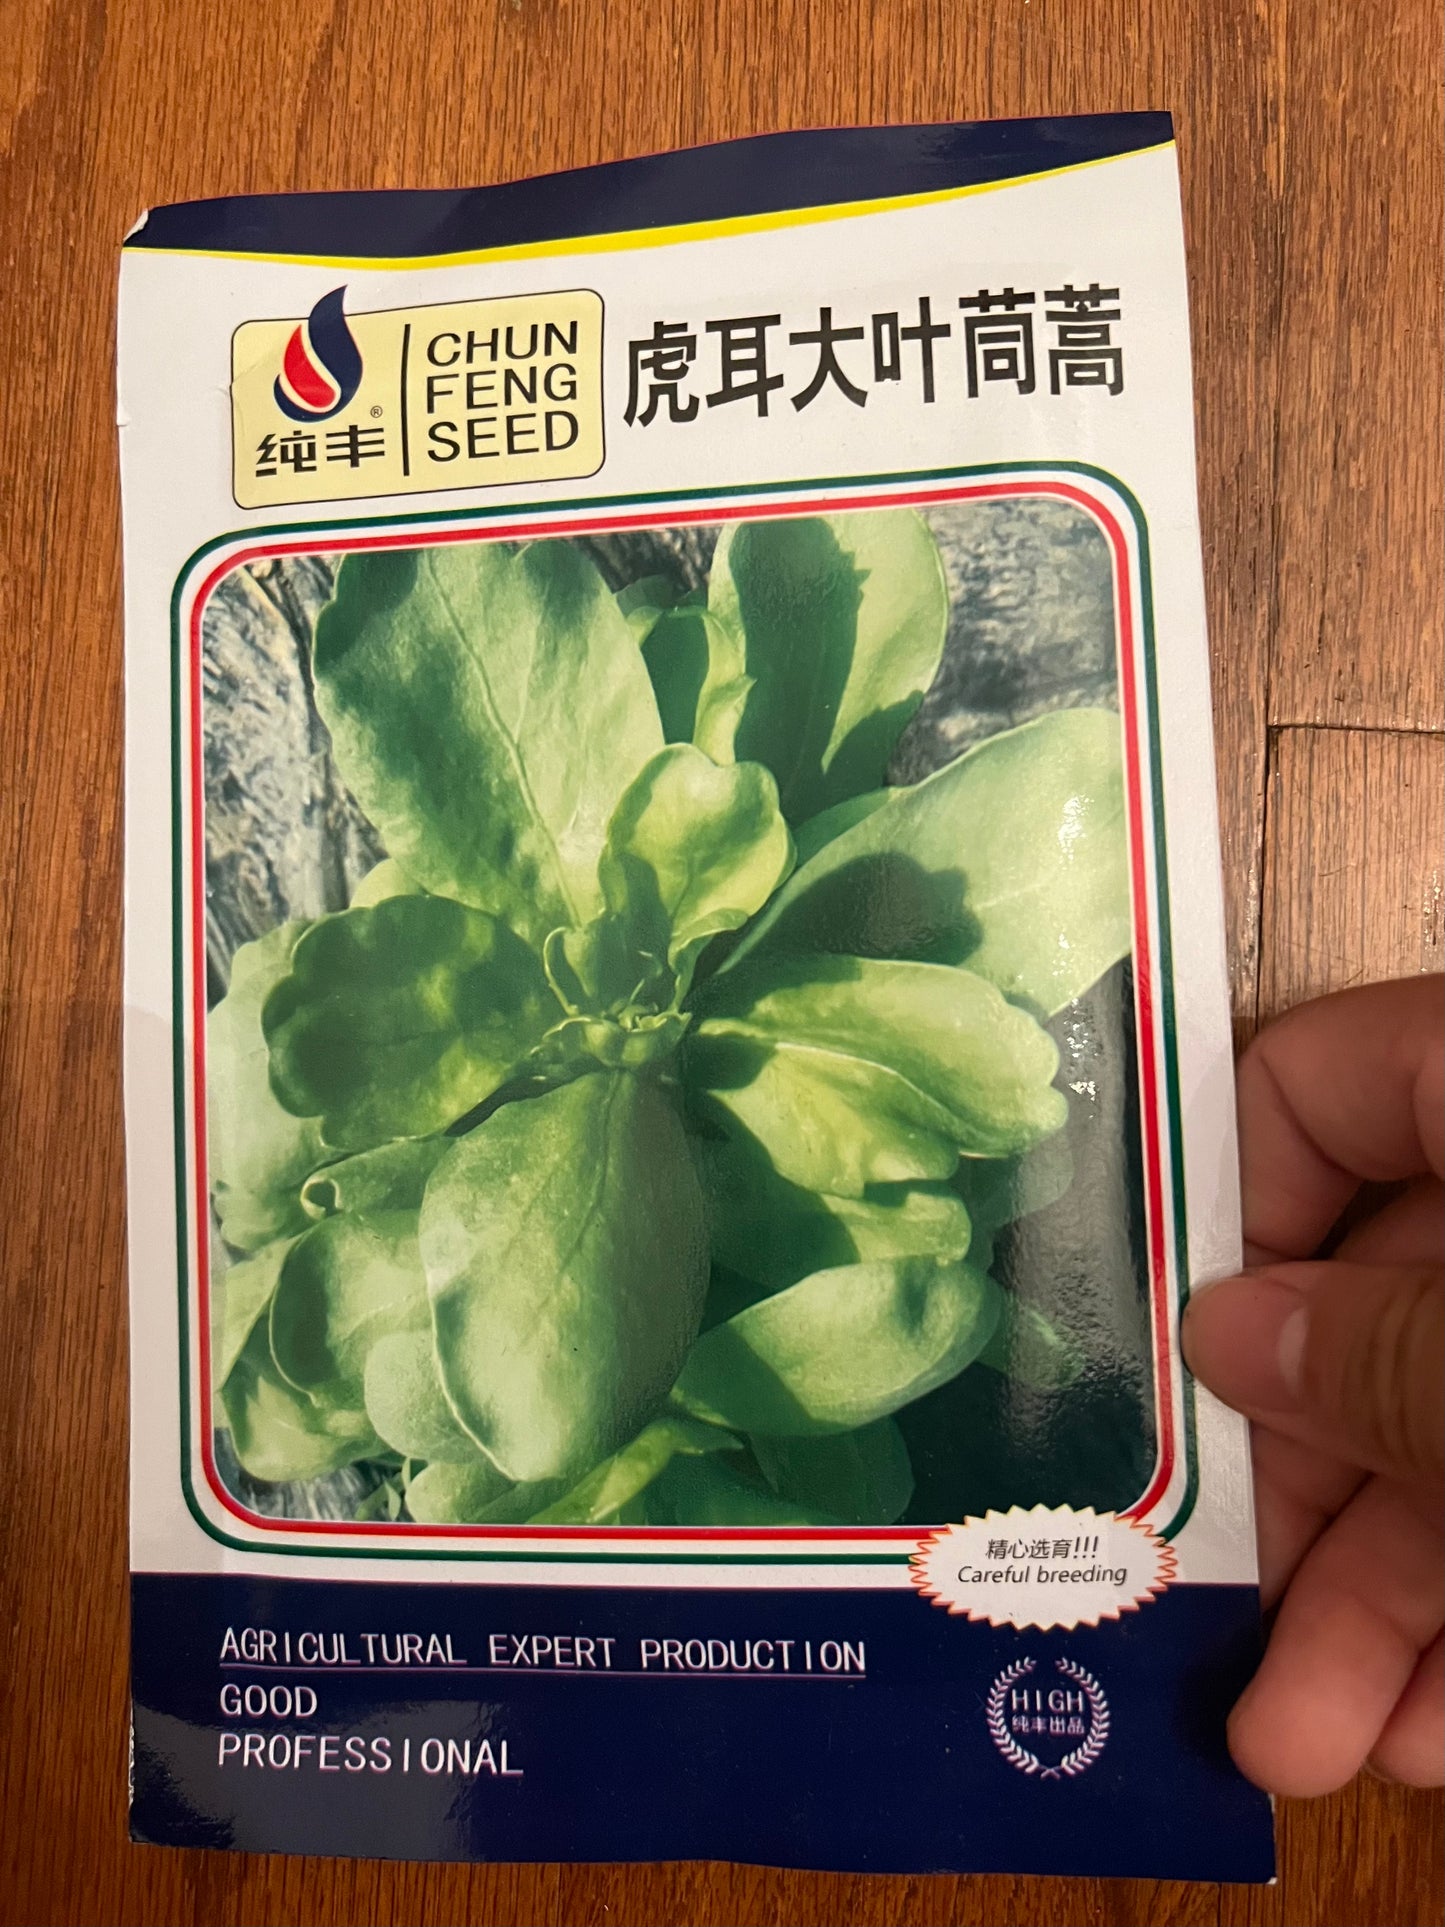 纯丰®
CHUN
FENG
SEED
虎耳大叶茼蒿
精心选育!!!
Careful breeding
AGRICULTURAL EXPERT PRODUCTION
GOOD
PROFESSIONAL
HIGH
纯丰出品